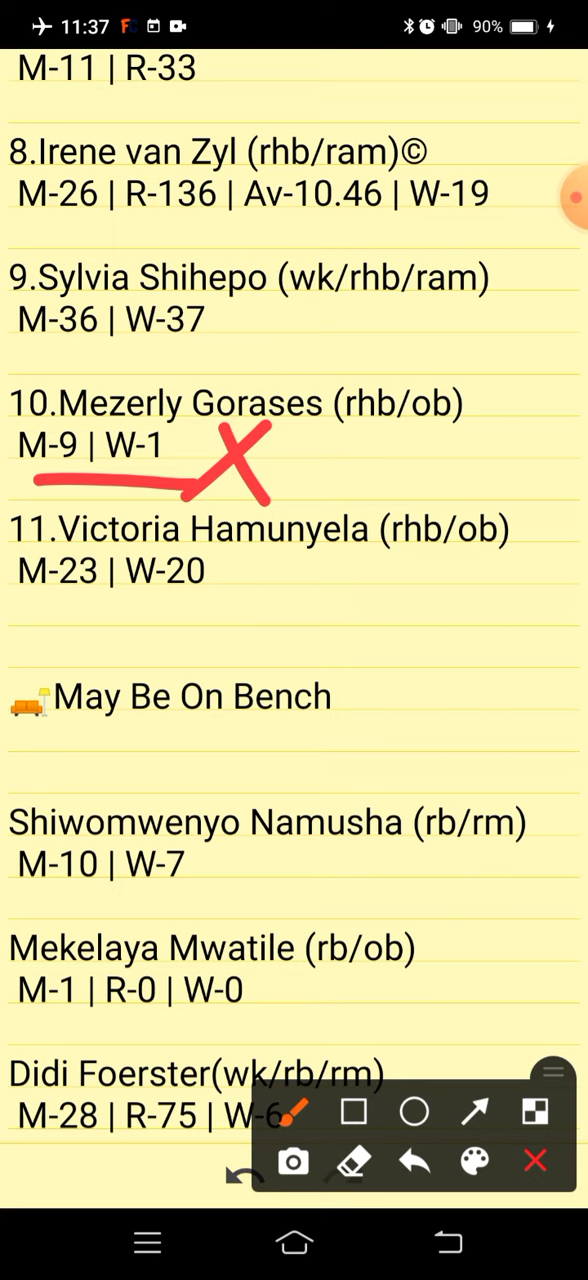 11:37
90%
M-11 | R-33
8.Irene van Zyl (rhb/ram)©
M-26 | R-136 | Av-10.46 | W-19
9.Sylvia Shihepo (wk/rhb/ram)
M-36 | W-37
10.Mezerly Gorases (rhb/ob)
M-9 | W-1
11.Victoria Hamunyela (rhb/ob)
M-23 | W-20
May Be On Bench
Shiwomwenyo Namusha (rb/rm)
M-10 | W-7
Mekelaya Mwatile (rb/ob)
M-1 | R-0 | W-0
Didi Foerster(wk/rb/rm)
M-28 | R-75 | W-6